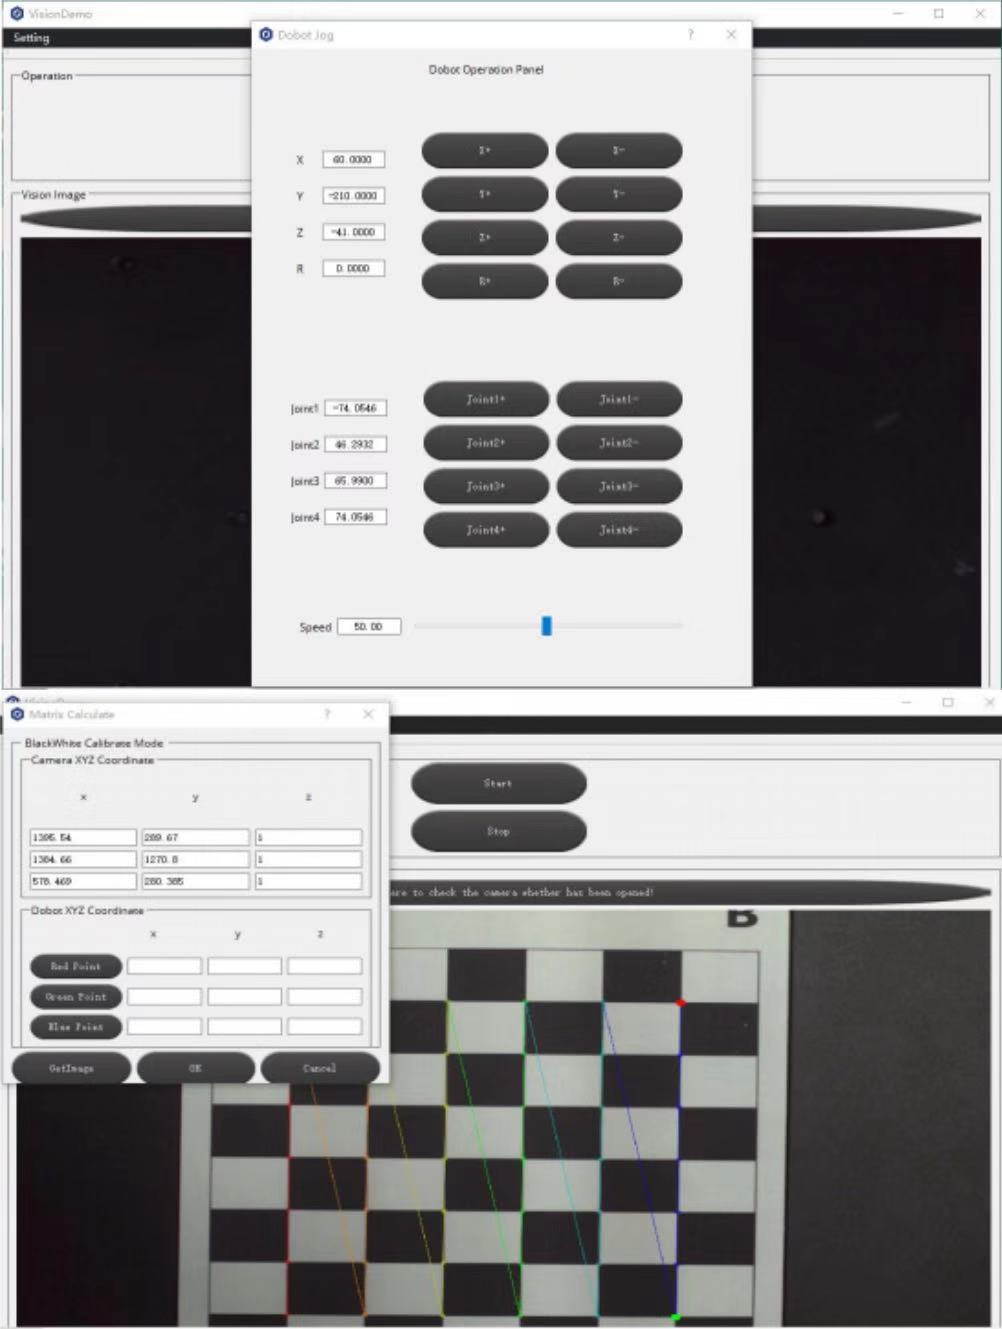 VisionDemo
Setting
Operation
Vision Image
Dobot Jog
Dobot Operation Panel
X 60.0000 X+ X-
Y -210.0000 Y+ Y-
Z -41.0000 Z+ Z-
R 0.0000 R+ R-
Joint1 -74.0546 Joint1+ Joint1-
Joint2 46.2932 Joint2+ Joint2-
Joint3 65.9900 Joint3+ Joint3-
Joint4 74.0546 Joint4+ Joint4-
Speed 50.00
Matrix Calculate
BlackWhite Calibrate Mode
Camera XYZ Coordinate
x y z
289.67 1
1384.66 1270.8 1
578.469 280.385 1
Dobot XYZ Coordinate
x y z
Red Point
Green Point
Blue Point
GetImage OK Cancel
Start
Stop
ere to check the camera whether has been opened!
B